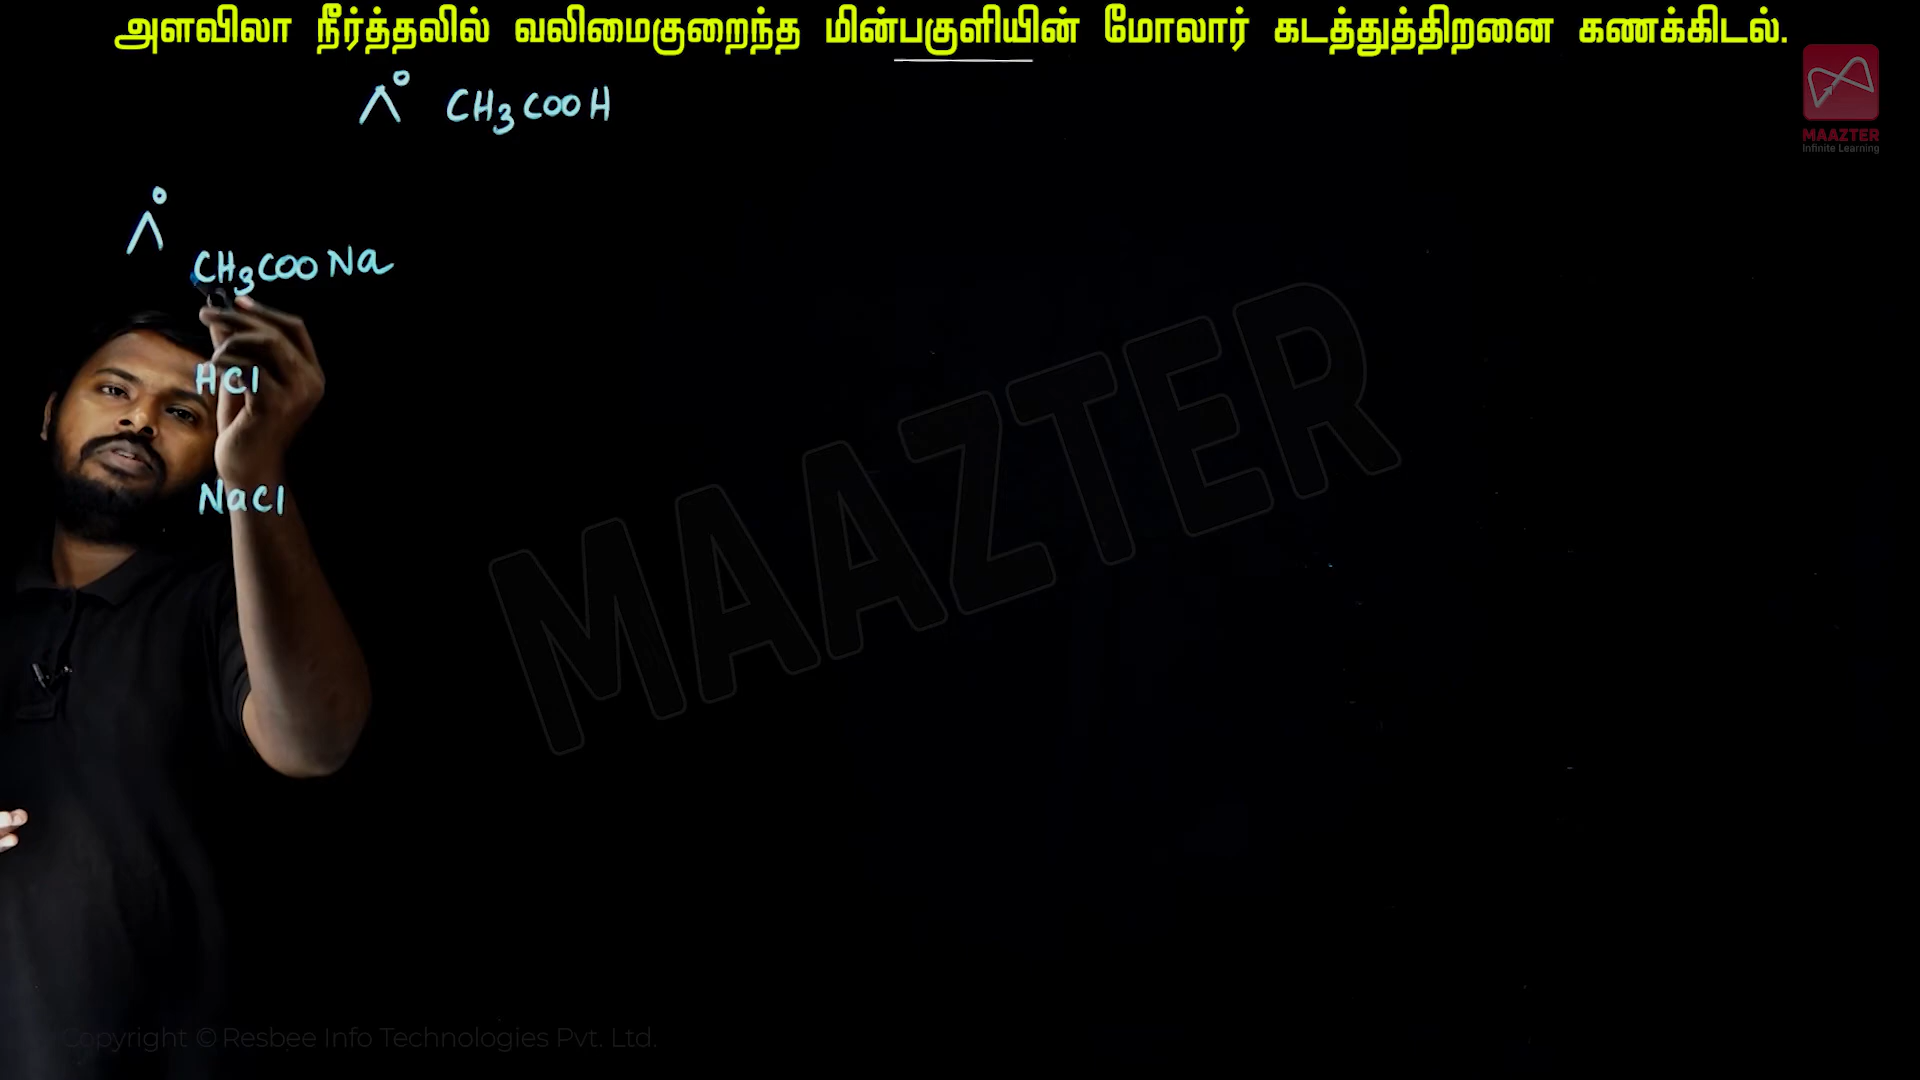 அளவிலா நீர்த்தலில் வலிமைகுறைந்த மின்பகுளியின் மோலார் கடத்துத்திறனை கணக்கிடல்.
Λ° CH₃COOH
MAAZTER
Infinite Learning
Λ°
CH₃COONa
HCl
NaCl
MAAZTER
Copyright © Resbee Info Technologies Pvt. Ltd.